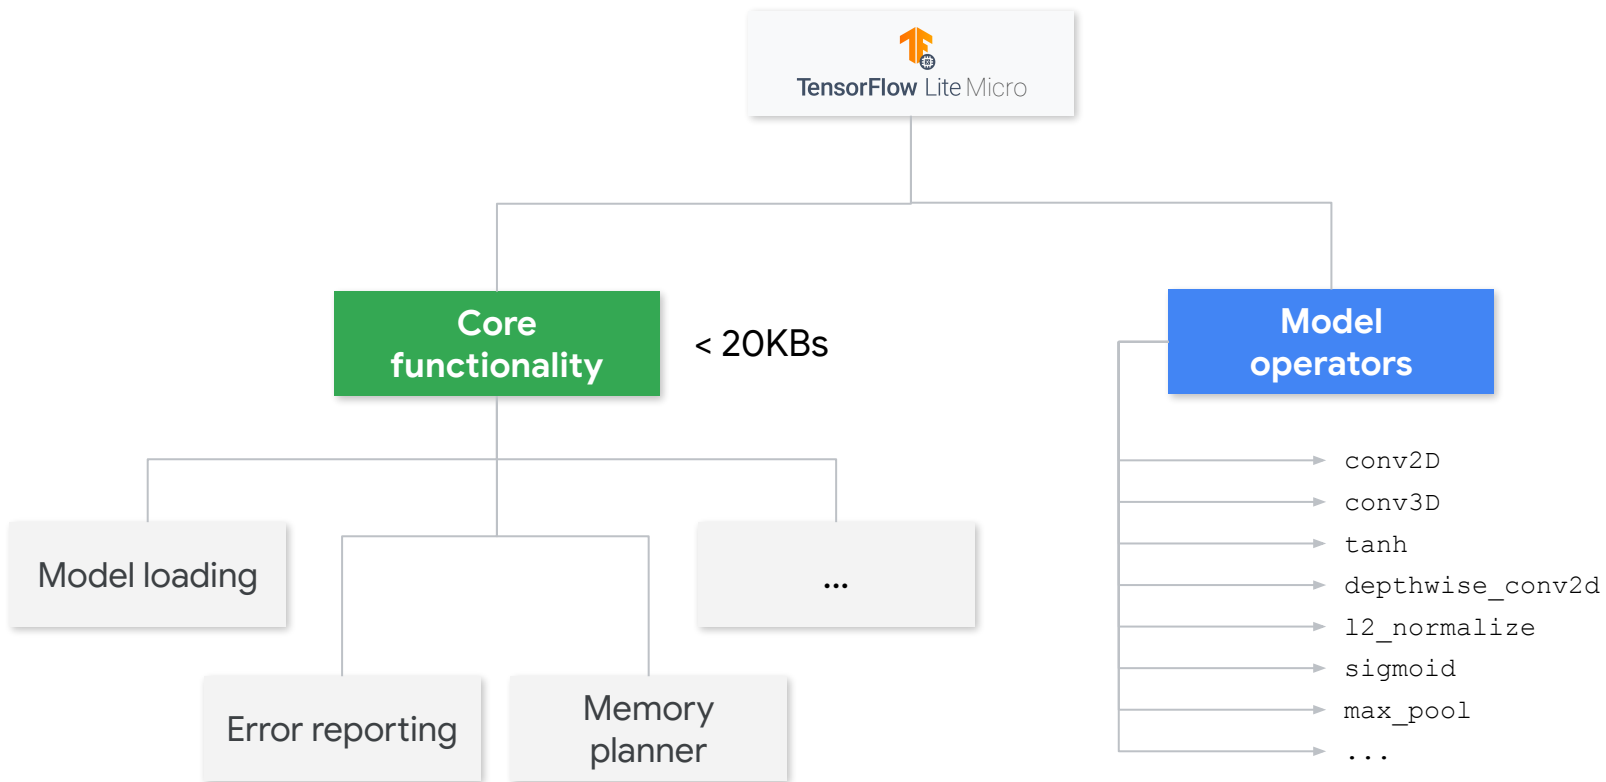 TensorFlow Lite Micro
Core
functionality
< 20KBs
Model
operators
Model loading
Error reporting
Memory
planner
...
conv2D
conv3D
tanh
depthwise_conv2d
l2_normalize
sigmoid
max_pool
...